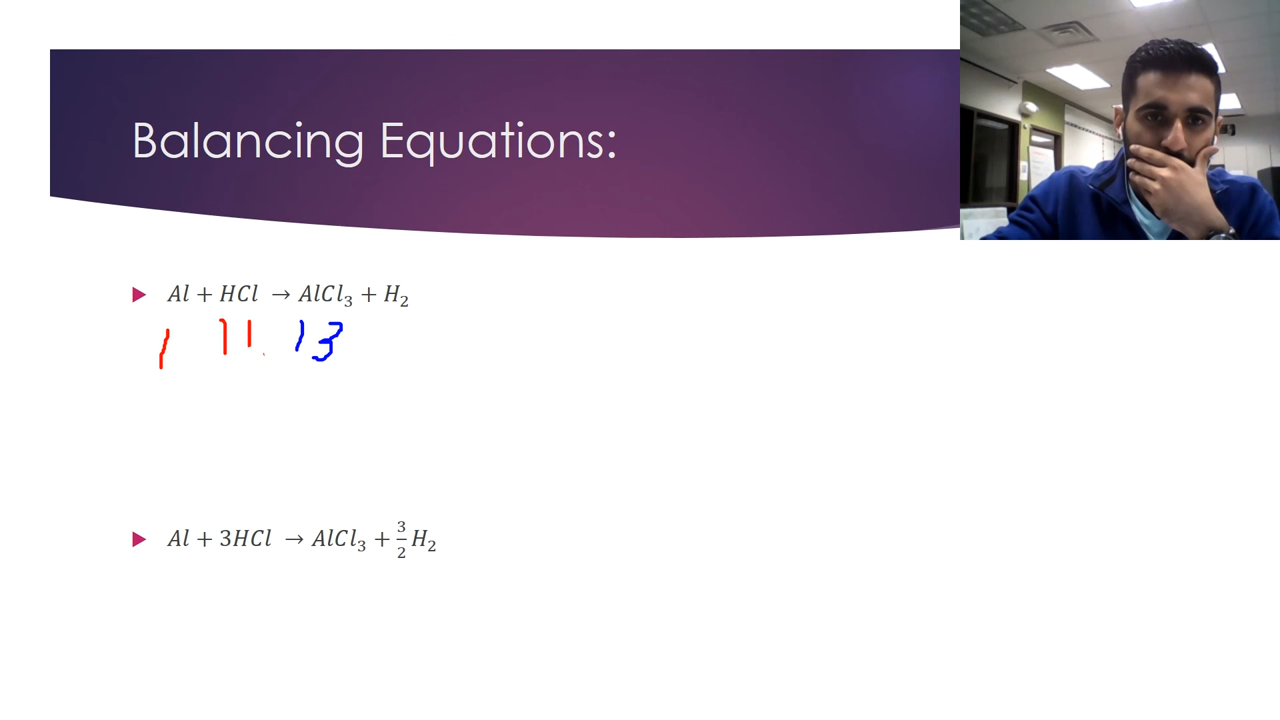 Balancing Equations:
Al + HCl → AlCl₃ + H₂
1 1 1 1 3
Al + 3HCl → AlCl₃ + 3/2 H₂